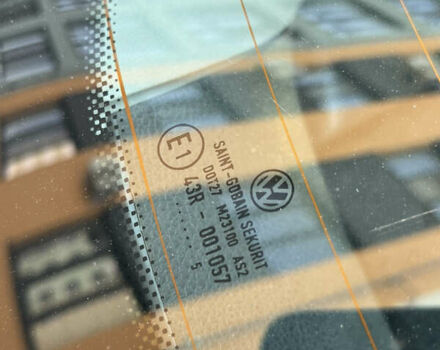 SAINT-GOBAIN SEKURIT
DOT27 M23100 AS2
E1
43R - 001057
..... 5